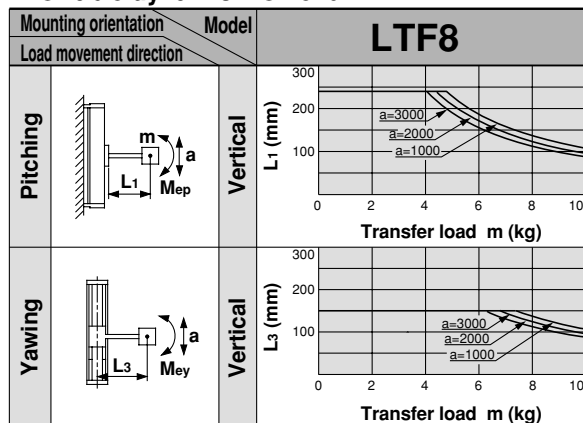 Mounting orientation
Model
Load movement direction
LTF8
Pitching
m
a
L1
Mep
Vertical
L1 (mm)
300
200
100
a=3000
a=2000
a=1000
0 2 4 6 8 10
Transfer load m (kg)
Yawing
a
L3
Mey
Vertical
L3 (mm)
300
200
100
a=3000
a=2000
a=1000
0 2 4 6 8 10
Transfer load m (kg)